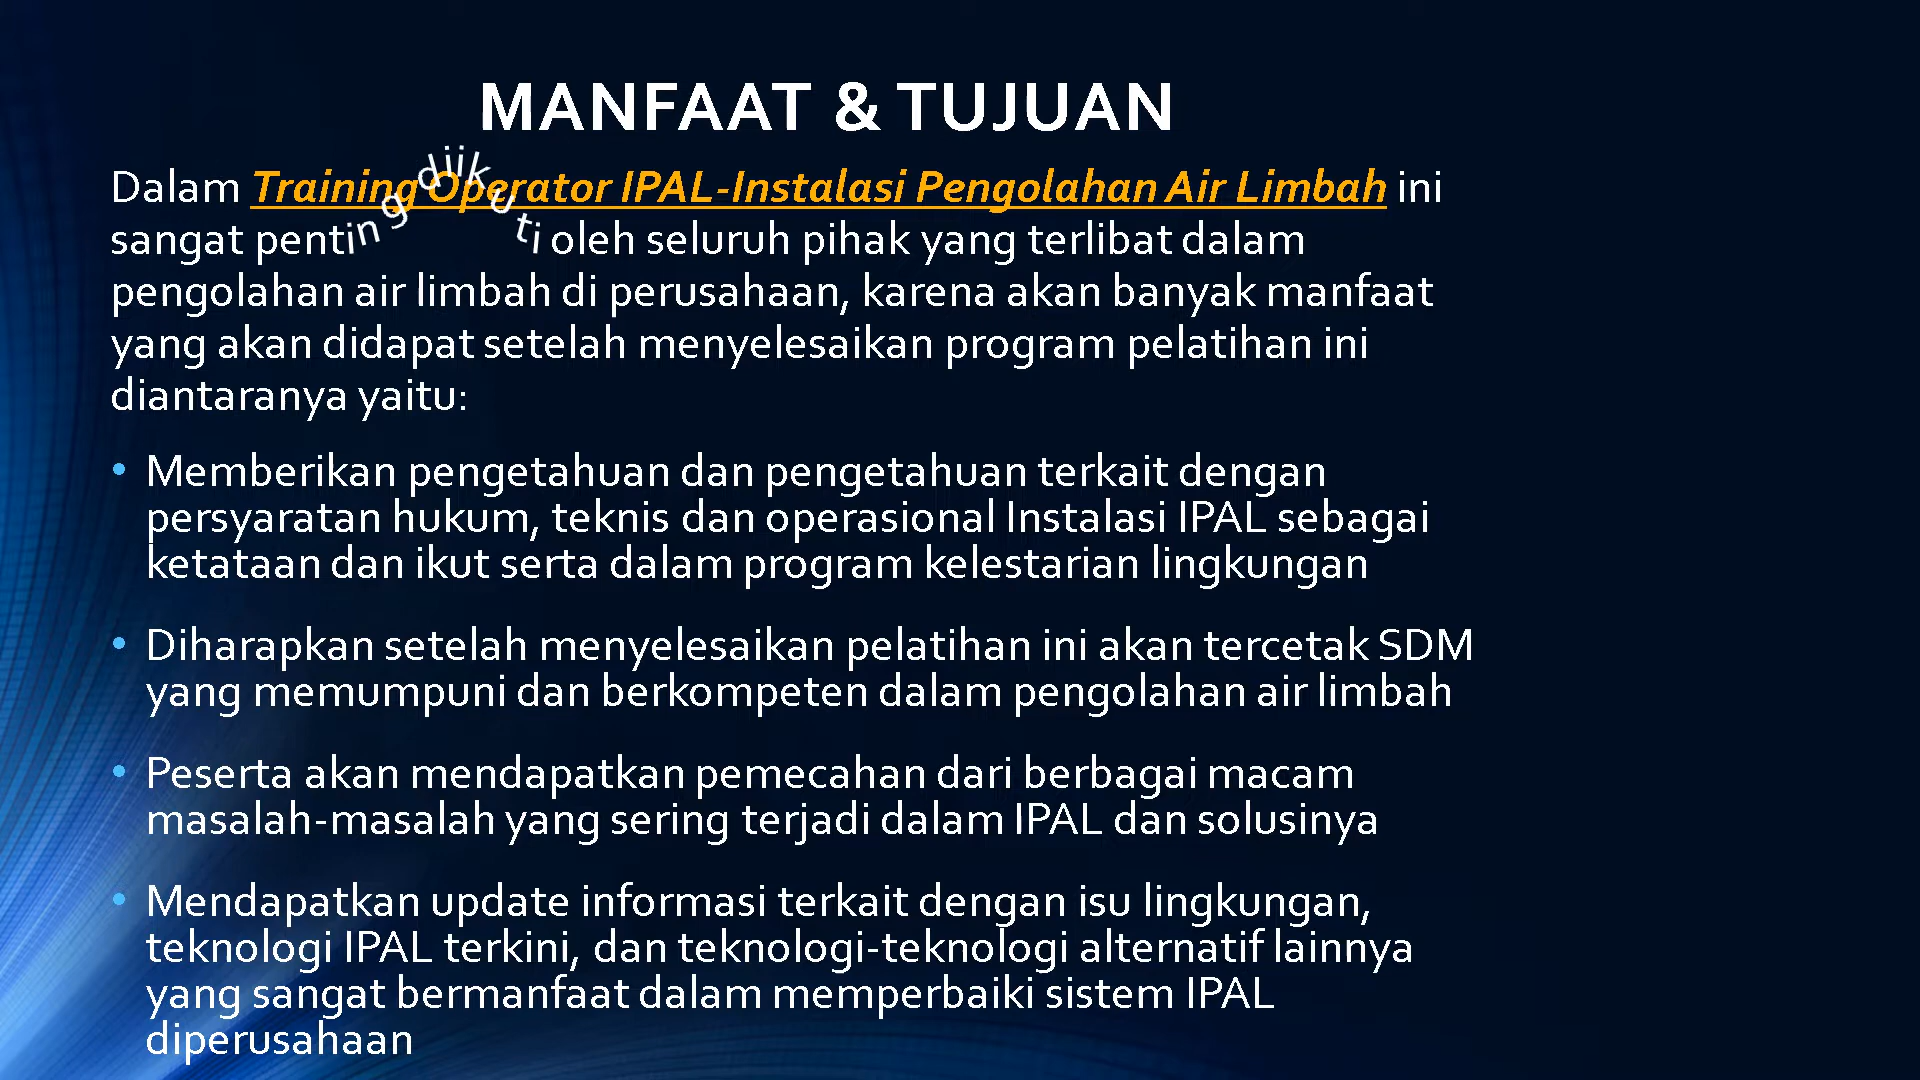 MANFAAT & TUJUAN
Dalam Training Operator IPAL-Instalasi Pengolahan Air Limbah ini
sangat penting diikuti oleh seluruh pihak yang terlibat dalam
pengolahan air limbah di perusahaan, karena akan banyak manfaat
yang akan didapat setelah menyelesaikan program pelatihan ini
diantaranya yaitu:
• Memberikan pengetahuan dan pengetahuan terkait dengan
persyaratan hukum, teknis dan operasional Instalasi IPAL sebagai
ketataan dan ikut serta dalam program kelestarian lingkungan
• Diharapkan setelah menyelesaikan pelatihan ini akan tercetak SDM
yang memumpuni dan berkompeten dalam pengolahan air limbah
• Peserta akan mendapatkan pemecahan dari berbagai macam
masalah-masalah yang sering terjadi dalam IPAL dan solusinya
• Mendapatkan update informasi terkait dengan isu lingkungan,
teknologi IPAL terkini, dan teknologi-teknologi alternatif lainnya
yang sangat bermanfaat dalam memperbaiki sistem IPAL
diperusahaan